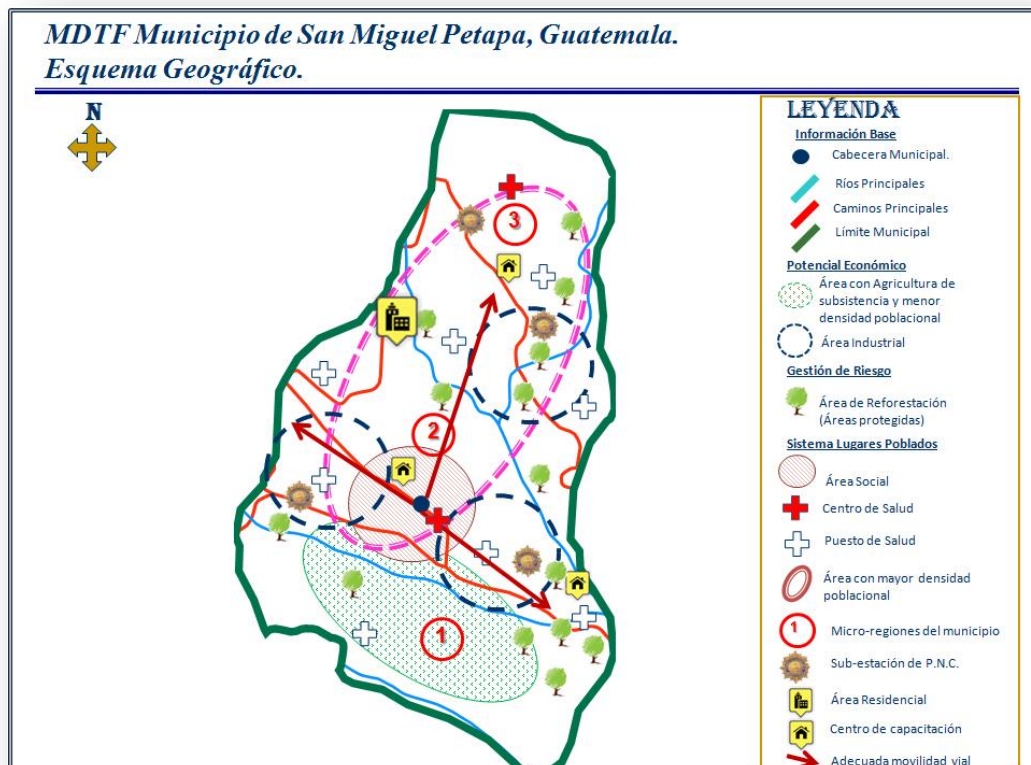 MDTF Municipio de San Miguel Petapa, Guatemala.
Esquema Geográfico.
N
3
2
1
LEYENDA
Información Base
Cabecera Municipal.
Ríos Principales
Caminos Principales
Límite Municipal
Potencial Económico
Área con Agricultura de
subsistencia y menor
densidad poblacional
Área Industrial
Gestión de Riesgo
Área de Reforestación
(Áreas protegidas)
Sistema Lugares Poblados
Área Social
Centro de Salud
Puesto de Salud
Área con mayor densidad
poblacional
1
Micro-regiones del municipio
Sub-estación de P.N.C.
Área Residencial
Centro de capacitación
Adecuada movilidad vial